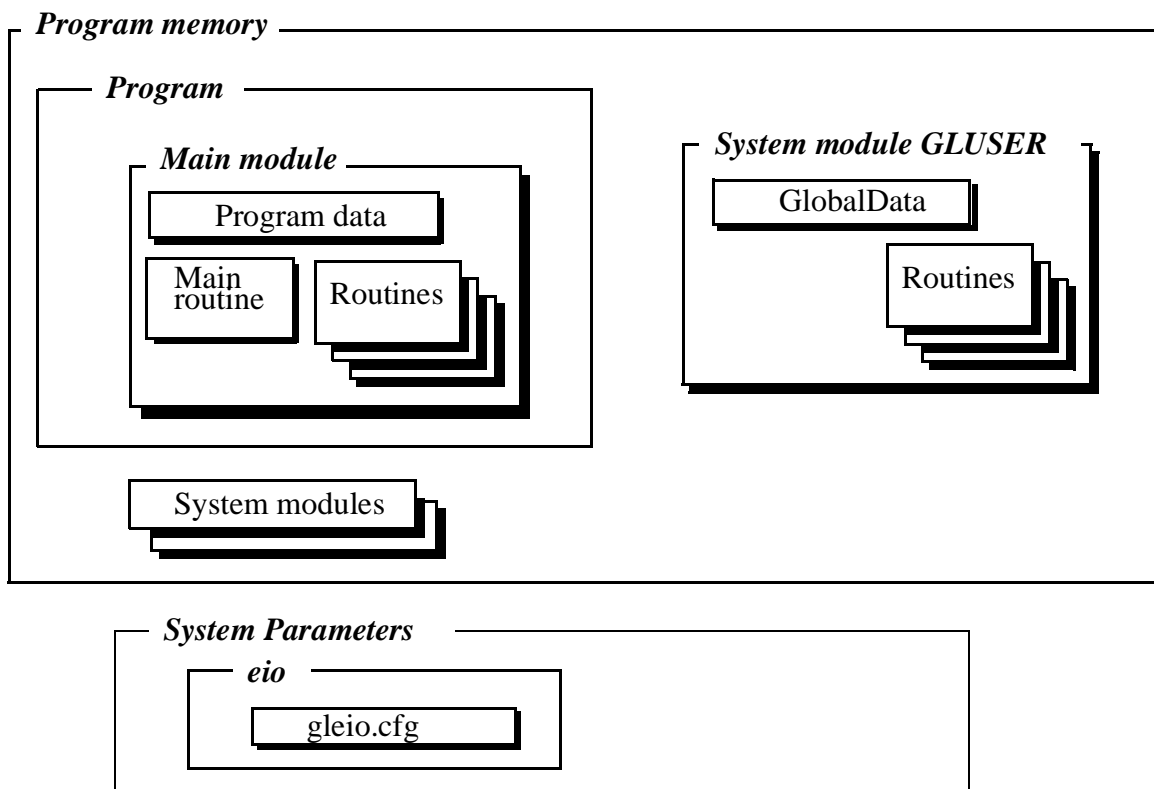 Program memory
Program
Main module
Program data
Main
routine
Routines
System module GLUSER
GlobalData
Routines
System modules
System Parameters
eio
gleio.cfg